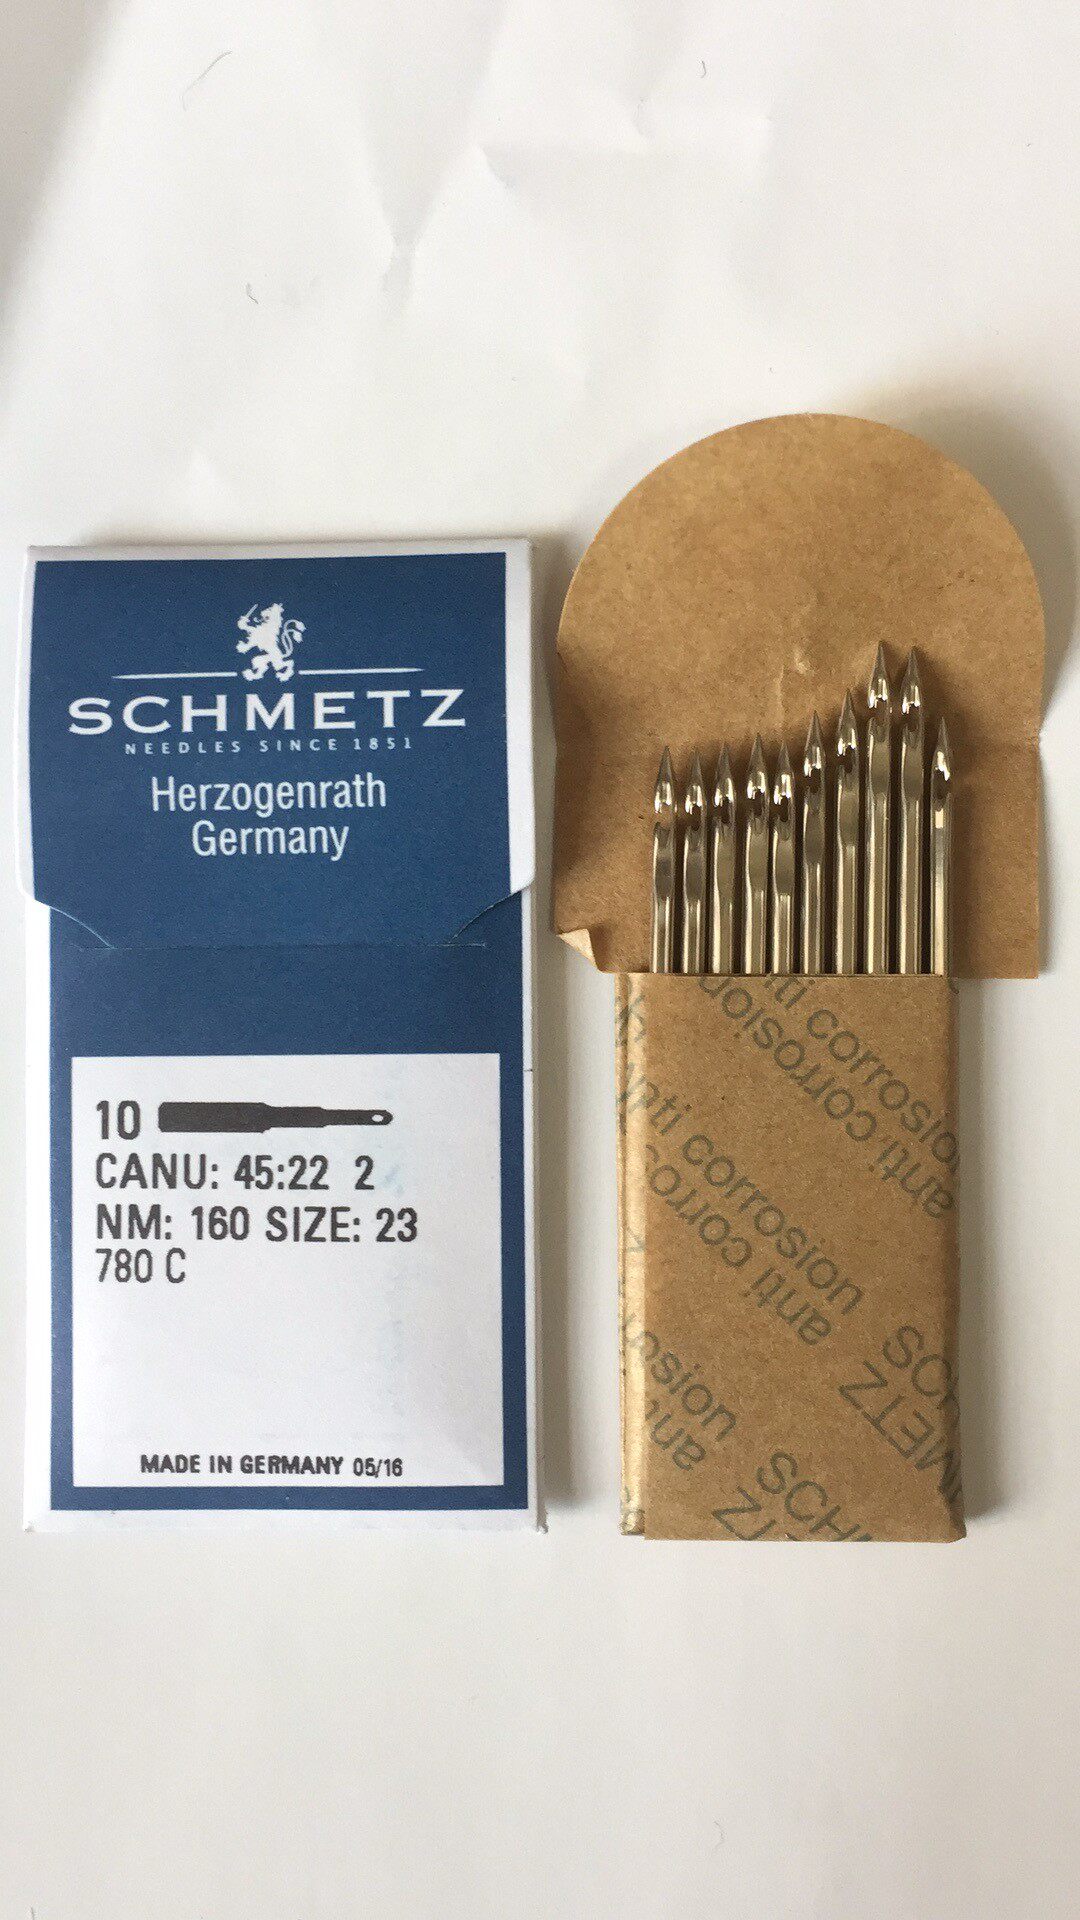 SCHMETZ
NEEDLES SINCE 1851
Herzogenrath
Germany
10
CANU: 45:22 2
NM: 160 SIZE: 23
780 C
MADE IN GERMANY 05/16
anti corrosion
anti corrosion
SCHMETZ